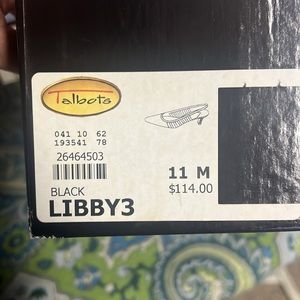 Talbots
041 10 62
193541 78
26464503
11 M
BLACK
$114.00
LIBBY3